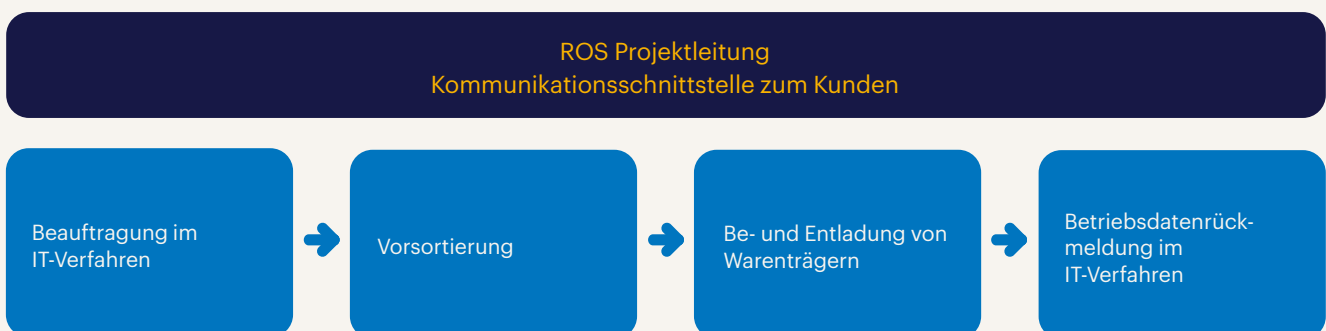 ROS Projektleitung
Kommunikationsschnittstelle zum Kunden
Beauftragung im
IT-Verfahren
Vorsortierung
Be- und Entladung von
Warenträgern
Betriebsdatenrück-
meldung im
IT-Verfahren